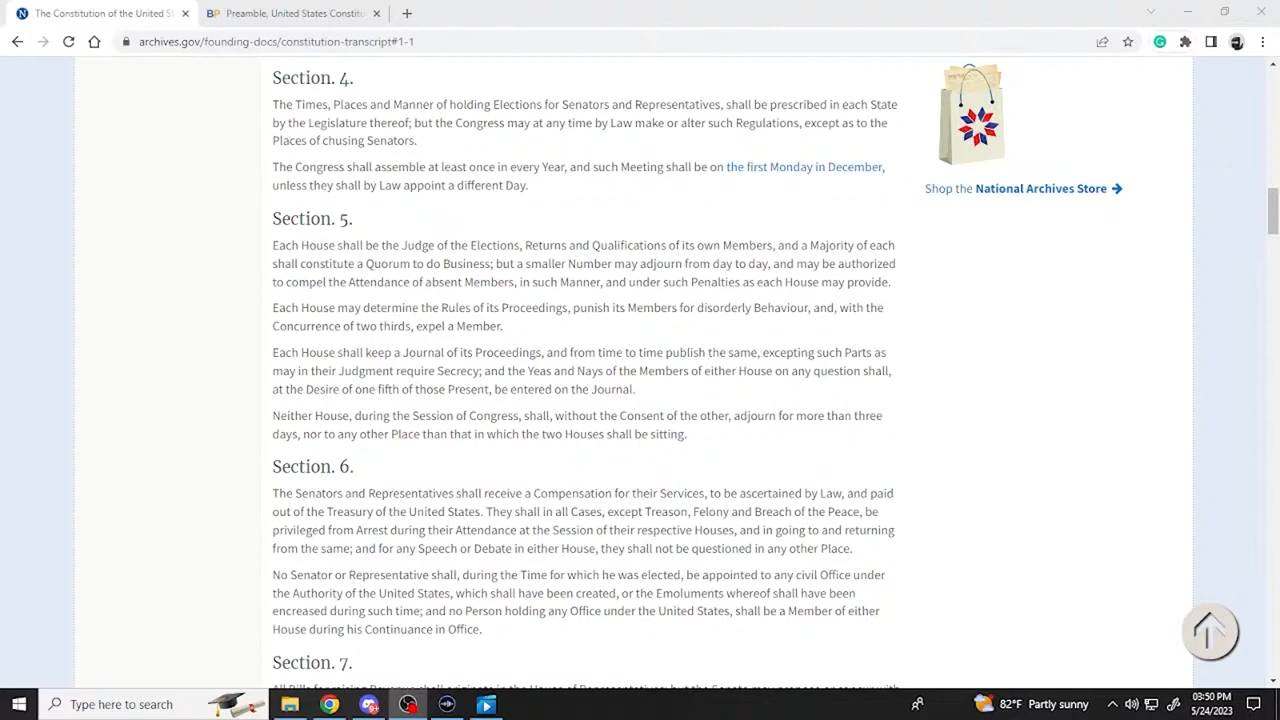 The Constitution of the United S
Preamble, United States Constitu
archives.gov/founding-docs/constitution-transcript#1-1
Section. 4.
The Times, Places and Manner of holding Elections for Senators and Representatives, shall be prescribed in each State
by the Legislature thereof; but the Congress may at any time by Law make or alter such Regulations, except as to the
Places of chusing Senators.
The Congress shall assemble at least once in every Year, and such Meeting shall be on the first Monday in December,
unless they shall by Law appoint a different Day.
Shop the National Archives Store
Section. 5.
Each House shall be the Judge of the Elections, Returns and Qualifications of its own Members, and a Majority of each
shall constitute a Quorum to do Business; but a smaller Number may adjourn from day to day, and may be authorized
to compel the Attendance of absent Members, in such Manner, and under such Penalties as each House may provide.
Each House may determine the Rules of its Proceedings, punish its Members for disorderly Behaviour, and, with the
Concurrence of two thirds, expel a Member.
Each House shall keep a Journal of its Proceedings, and from time to time publish the same, excepting such Parts as
may in their Judgment require Secrecy; and the Yeas and Nays of the Members of either House on any question shall,
at the Desire of one fifth of those Present, be entered on the Journal.
Neither House, during the Session of Congress, shall, without the Consent of the other, adjourn for more than three
days, nor to any other Place than that in which the two Houses shall be sitting.
Section. 6.
The Senators and Representatives shall receive a Compensation for their Services, to be ascertained by Law, and paid
out of the Treasury of the United States. They shall in all Cases, except Treason, Felony and Breach of the Peace, be
privileged from Arrest during their Attendance at the Session of their respective Houses, and in going to and returning
from the same; and for any Speech or Debate in either House, they shall not be questioned in any other Place.
No Senator or Representative shall, during the Time for which he was elected, be appointed to any civil Office under
the Authority of the United States, which shall have been created, or the Emoluments whereof shall have been
encreased during such time; and no Person holding any Office under the United States, shall be a Member of either
House during his Continuance in Office.
Section. 7.
All Bills for raising Revenue shall originate in the House of Representatives; but the Senate may propose or concur with
Type here to search
82°F Partly sunny
03:50 PM
5/24/2023